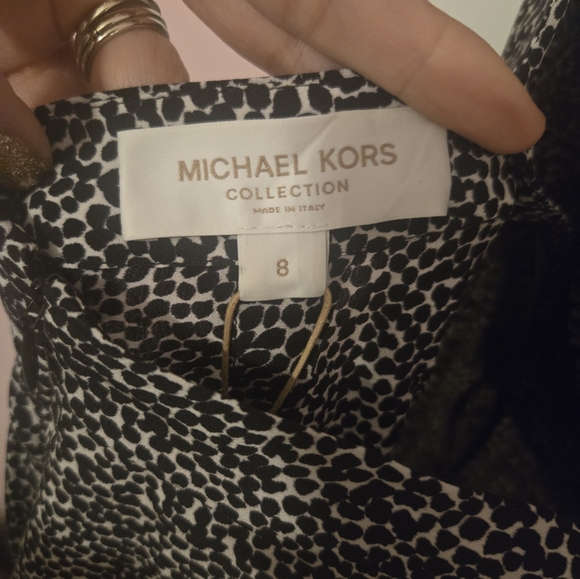 MICHAEL KORS
COLLECTION
MADE IN ITALY
8